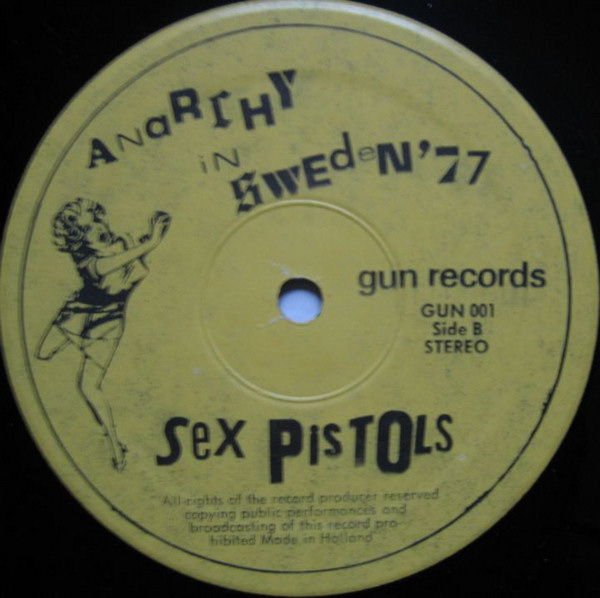 ANaRCHY
iN
SWEdeN'77
gun records
GUN 001
Side B
STEREO
SeX PiSTOLS
All rights of the record producer reserved
copying public performances and
broadcasting of this record pro-
hibited Made in Holland